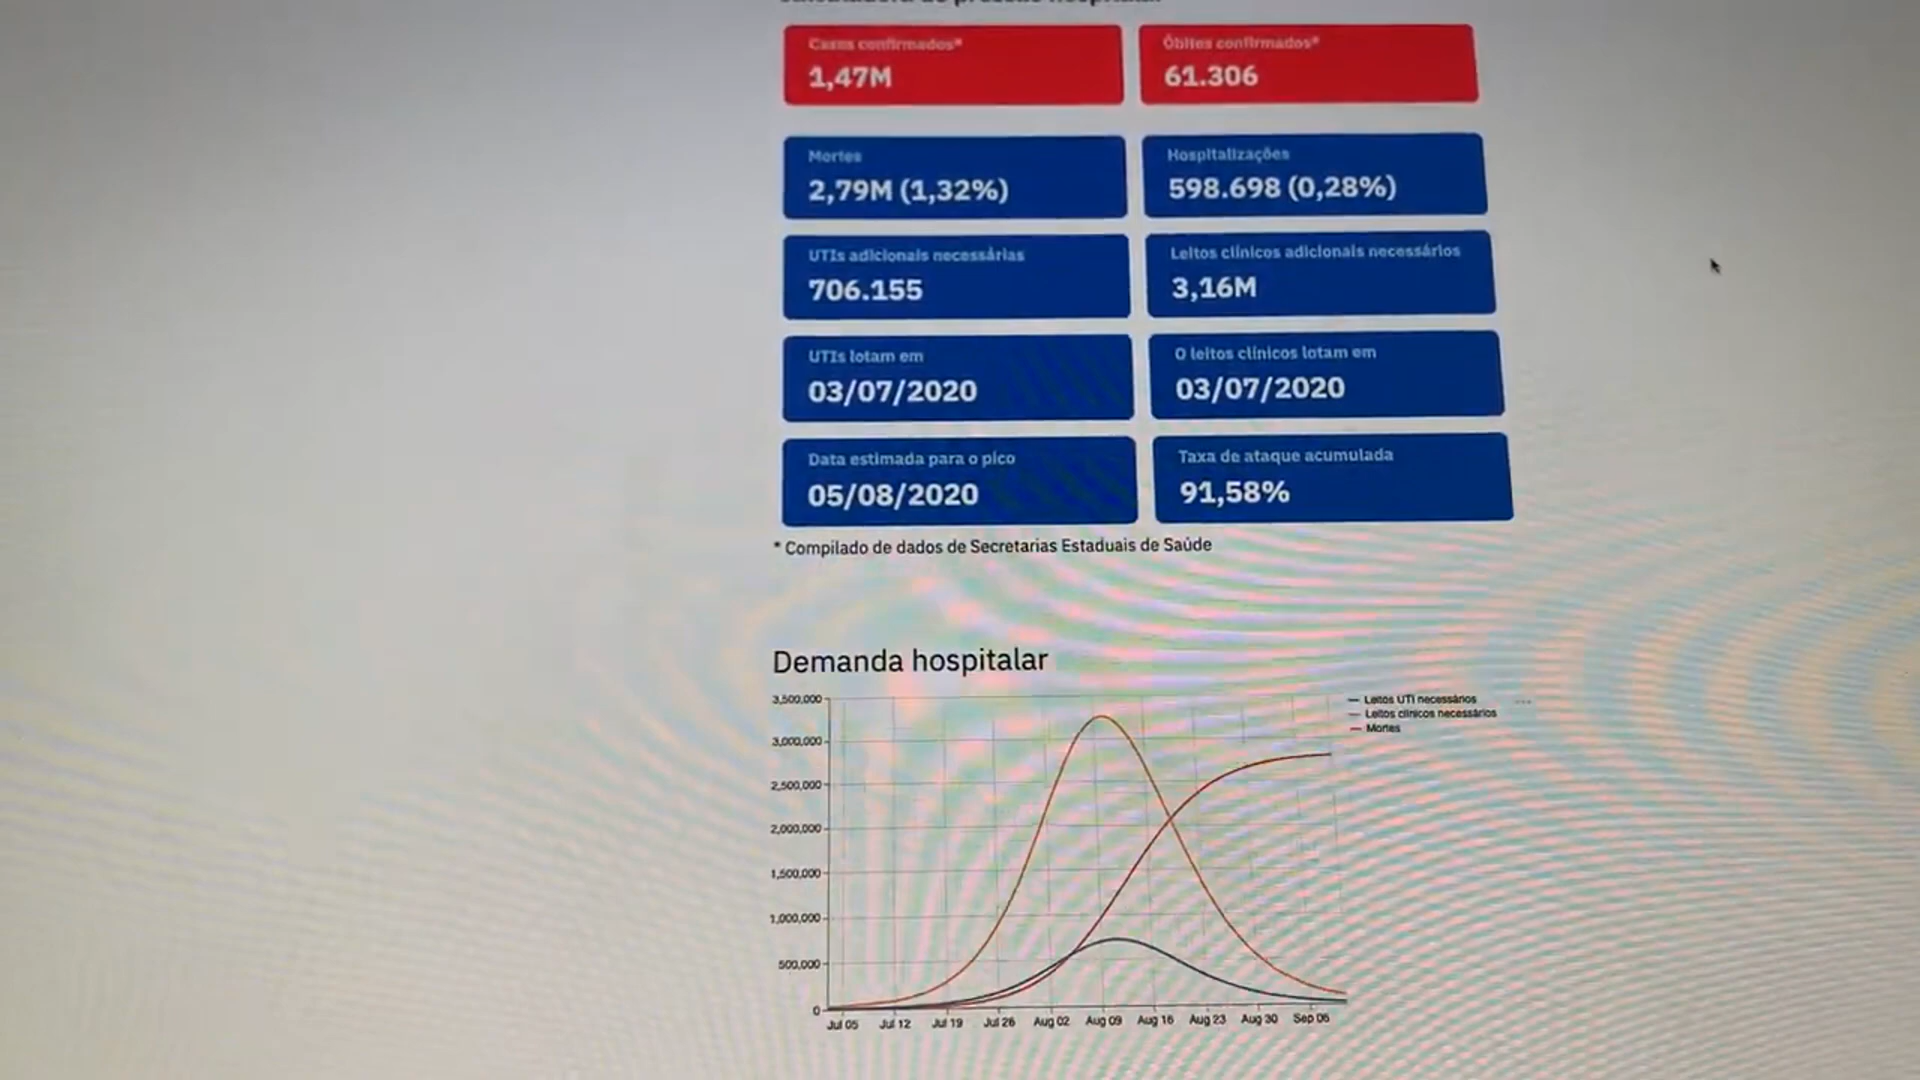 Calculadora de pressão hospitalar
Casos confirmados*
1,47M
Óbitos confirmados*
61.306
Mortes
2,79M (1,32%)
Hospitalizações
598.698 (0,28%)
UTIs adicionais necessárias
706.155
Leitos clínicos adicionais necessários
3,16M
UTIs lotam em
03/07/2020
O leitos clínicos lotam em
03/07/2020
Data estimada para o pico
05/08/2020
Taxa de ataque acumulada
91,58%
* Compilado de dados de Secretarias Estaduais de Saúde
Demanda hospitalar
3,500,000
3,000,000
2,500,000
2,000,000
1,500,000
1,000,000
500,000
0
Jul 05 Jul 12 Jul 19 Jul 26 Aug 02 Aug 09 Aug 16 Aug 23 Aug 30 Sep 06
Leitos UTI necessários
Leitos clínicos necessários
Mortes